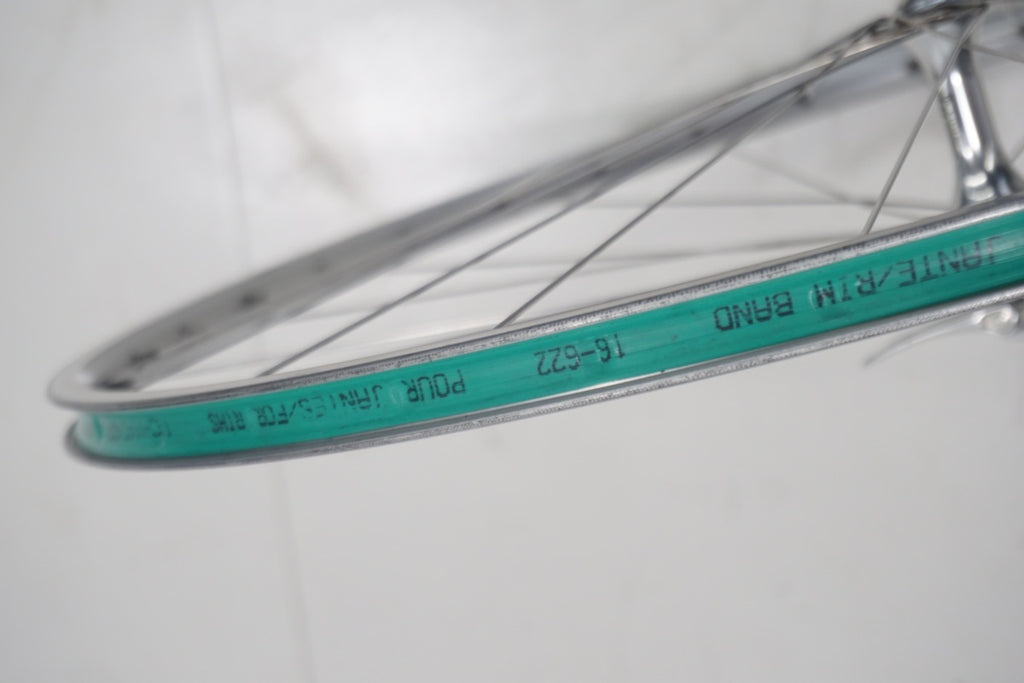 JANTE/RIM BAND 16-622 POUR JANTES/FOR RIMS